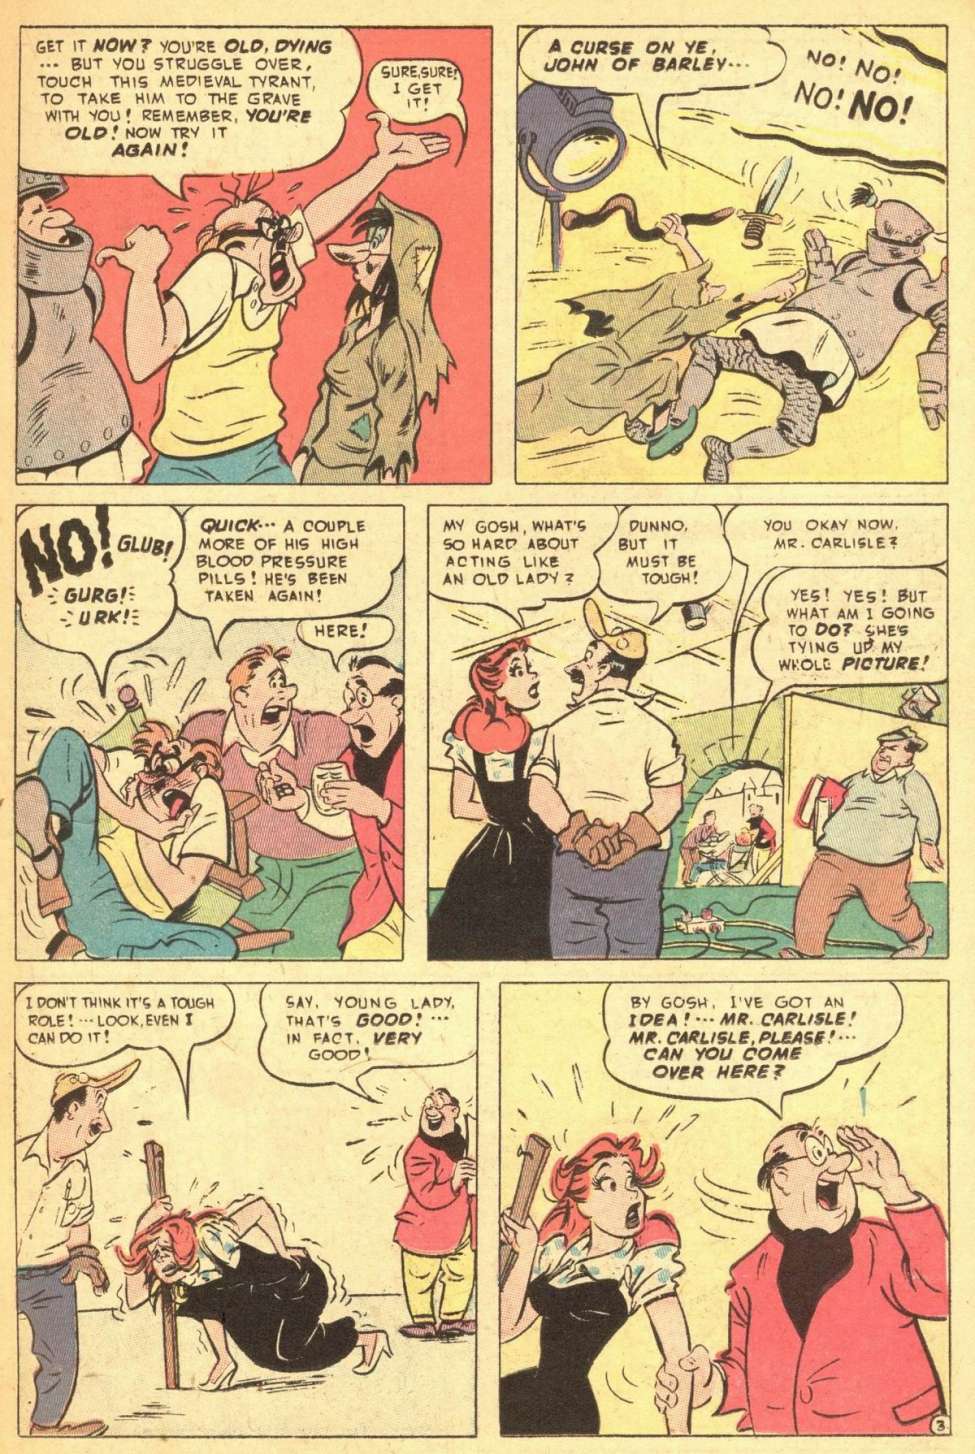 GET IT NOW? YOU'RE OLD, DYING
... BUT YOU STRUGGLE OVER,
TOUCH THIS MEDIEVAL TYRANT,
TO TAKE HIM TO THE GRAVE
WITH YOU! REMEMBER, YOU'RE
OLD! NOW TRY IT
AGAIN!
SURE, SURE!
I GET
IT!
A CURSE ON YE,
JOHN OF BARLEY...
NO! NO!
NO! NO!
NO! GLUB!
GURG!
URK!
QUICK... A COUPLE
MORE OF HIS HIGH
BLOOD PRESSURE
PILLS! HE'S BEEN
TAKEN AGAIN!
HERE!
MY GOSH, WHAT'S
SO HARD ABOUT
ACTING LIKE
AN OLD LADY?
DUNNO,
BUT IT
MUST BE
TOUGH!
YOU OKAY NOW,
MR. CARLISLE?
YES! YES! BUT
WHAT AM I GOING
TO DO? SHE'S
TYING UP MY
WHOLE PICTURE!
I DON'T THINK IT'S A TOUGH
ROLE! ... LOOK, EVEN I
CAN DO IT!
SAY, YOUNG LADY,
THAT'S GOOD! ...
IN FACT, VERY
GOOD!
BY GOSH, I'VE GOT AN
IDEA! ... MR. CARLISLE!
MR. CARLISLE, PLEASE! ...
CAN YOU COME
OVER HERE?
3